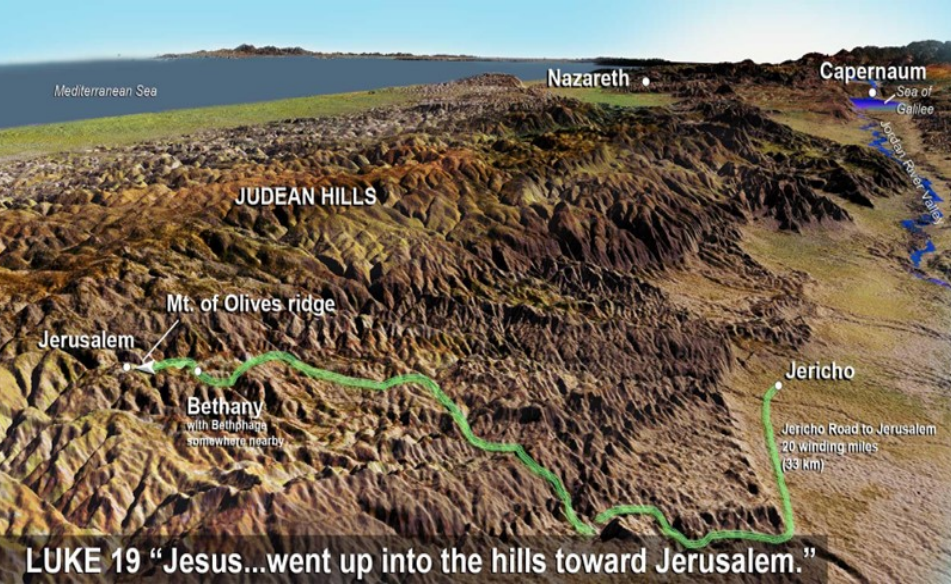 Nazareth
Capernaum
Mediterranean Sea
Sea of
Galilee
Jordan River Valley
JUDEAN HILLS
Mt. of Olives ridge
Jerusalem
Jericho
Bethany
with Bethphage
somewhere nearby
Jericho Road to Jerusalem
20 winding miles
(33 km)
LUKE 19 “Jesus...went up into the hills toward Jerusalem.”